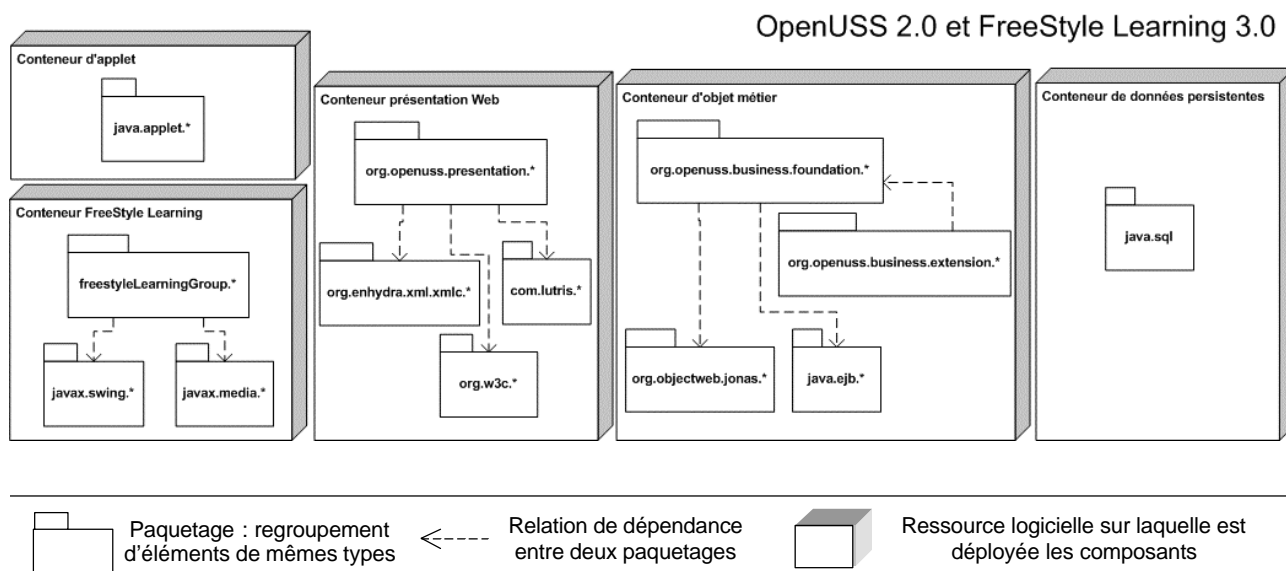 OpenUSS 2.0 et FreeStyle Learning 3.0
Conteneur d'applet
java.applet.*
Conteneur FreeStyle Learning
freestyleLearningGroup.*
javax.swing.*
javax.media.*
Conteneur présentation Web
org.openuss.presentation.*
org.enhydra.xml.xmlc.*
com.lutris.*
org.w3c.*
Conteneur d'objet métier
org.openuss.business.foundation.*
org.openuss.business.extension.*
org.objectweb.jonas.*
java.ejb.*
Conteneur de données persistentes
java.sql
Paquetage : regroupement
d'éléments de mêmes types
Relation de dépendance
entre deux paquetages
Ressource logicielle sur laquelle est
déployée les composants